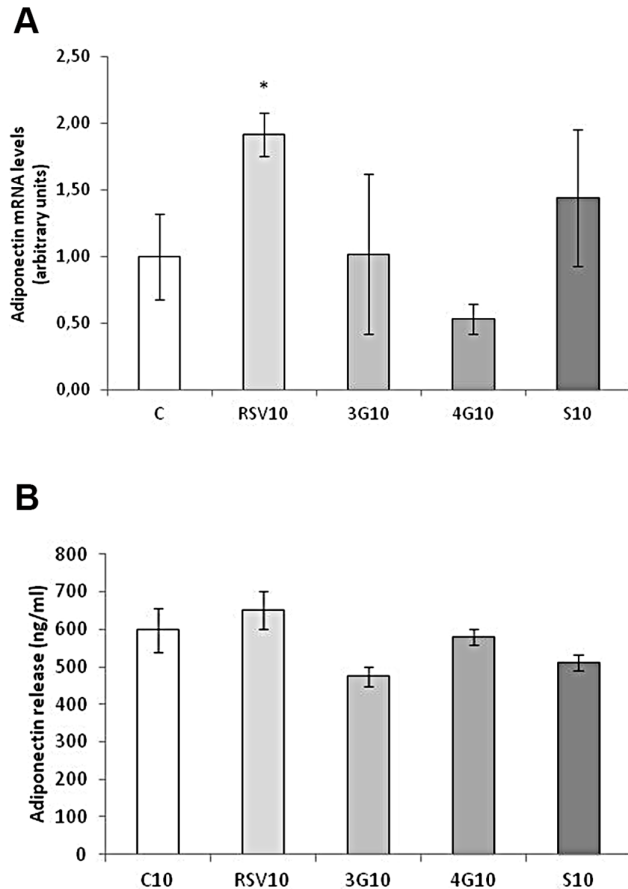 A
Adiponectin mRNA levels
(arbitrary units)
2,50
2,00
1,50
1,00
0,50
0,00
*
C RSV10 3G10 4G10 S10
B
Adiponectin release (ng/ml)
800
700
600
500
400
300
200
100
0
C10 RSV10 3G10 4G10 S10